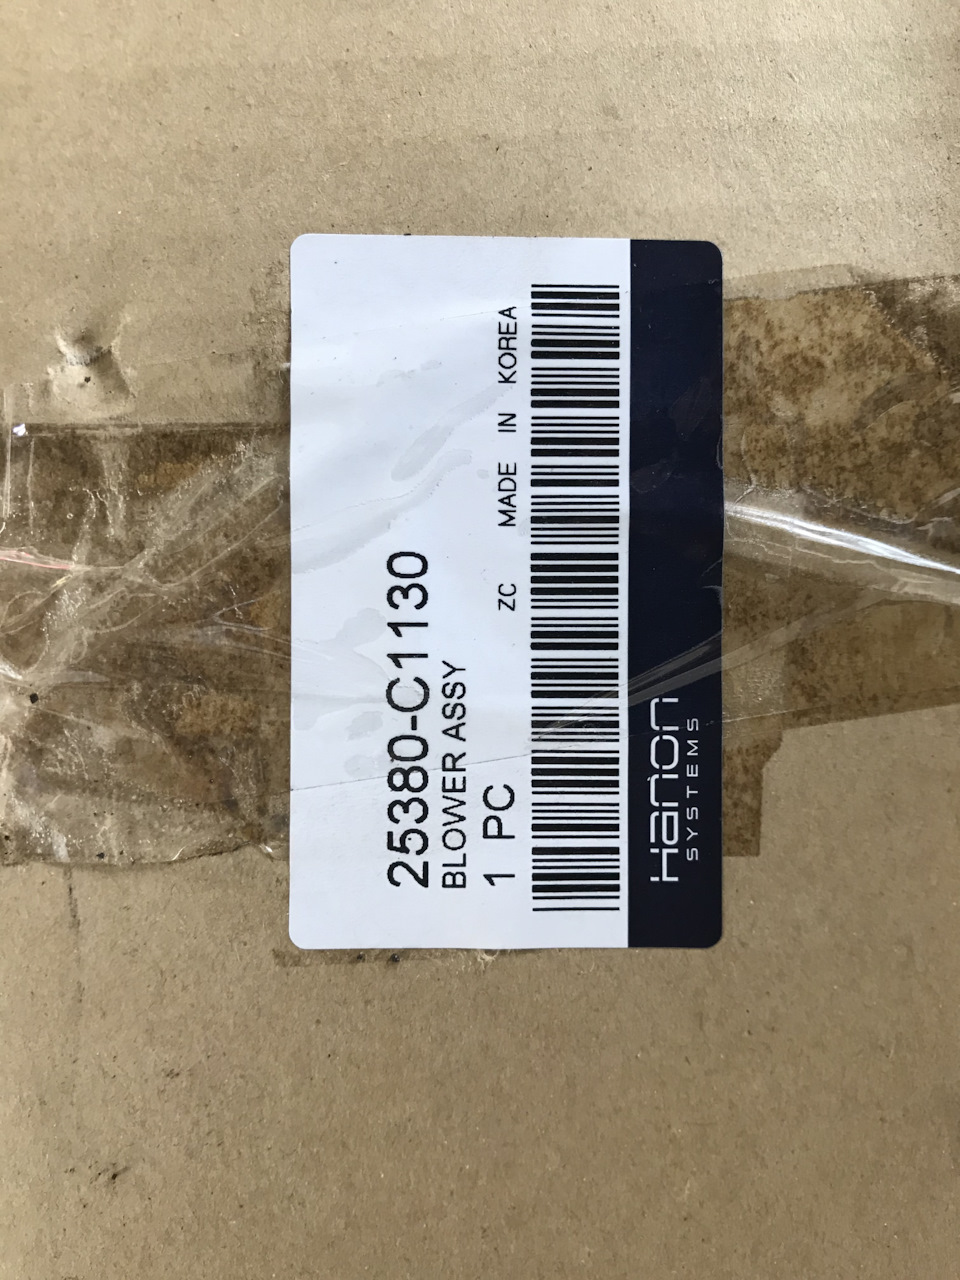 25380-C1130
BLOWER ASSY
1 PC ZC MADE IN KOREA
Hanon
SYSTEMS